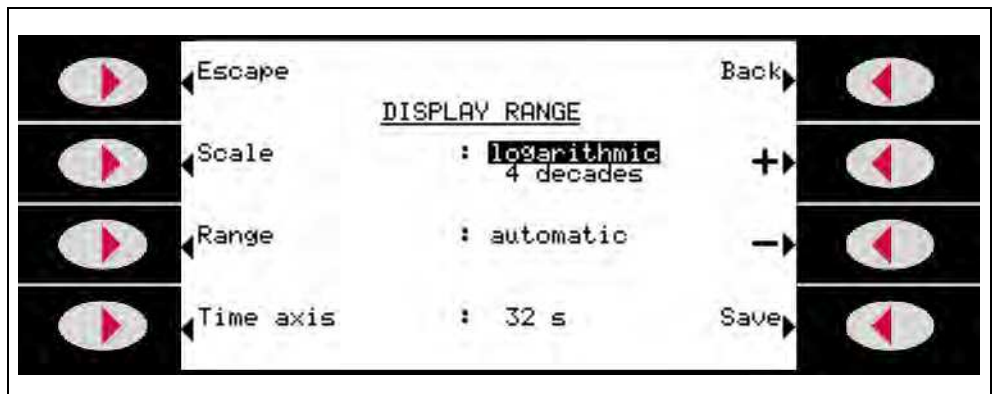 Escape Back
DISPLAY RANGE
Scale : logarithmic +
4 decades
Range : automatic −
Time axis : 32 s Save